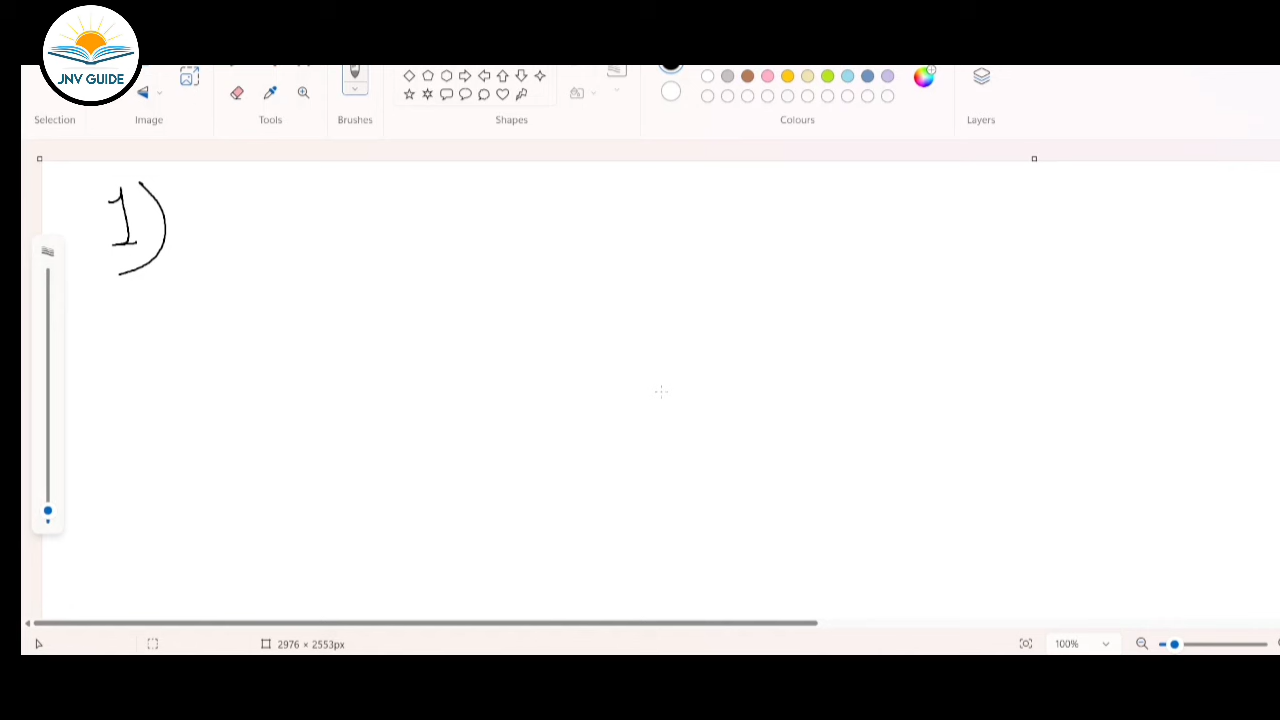 JNV GUIDE
Selection
Image
Tools
Brushes
Shapes
Colours
Layers
1)
2976 × 2553px
100%